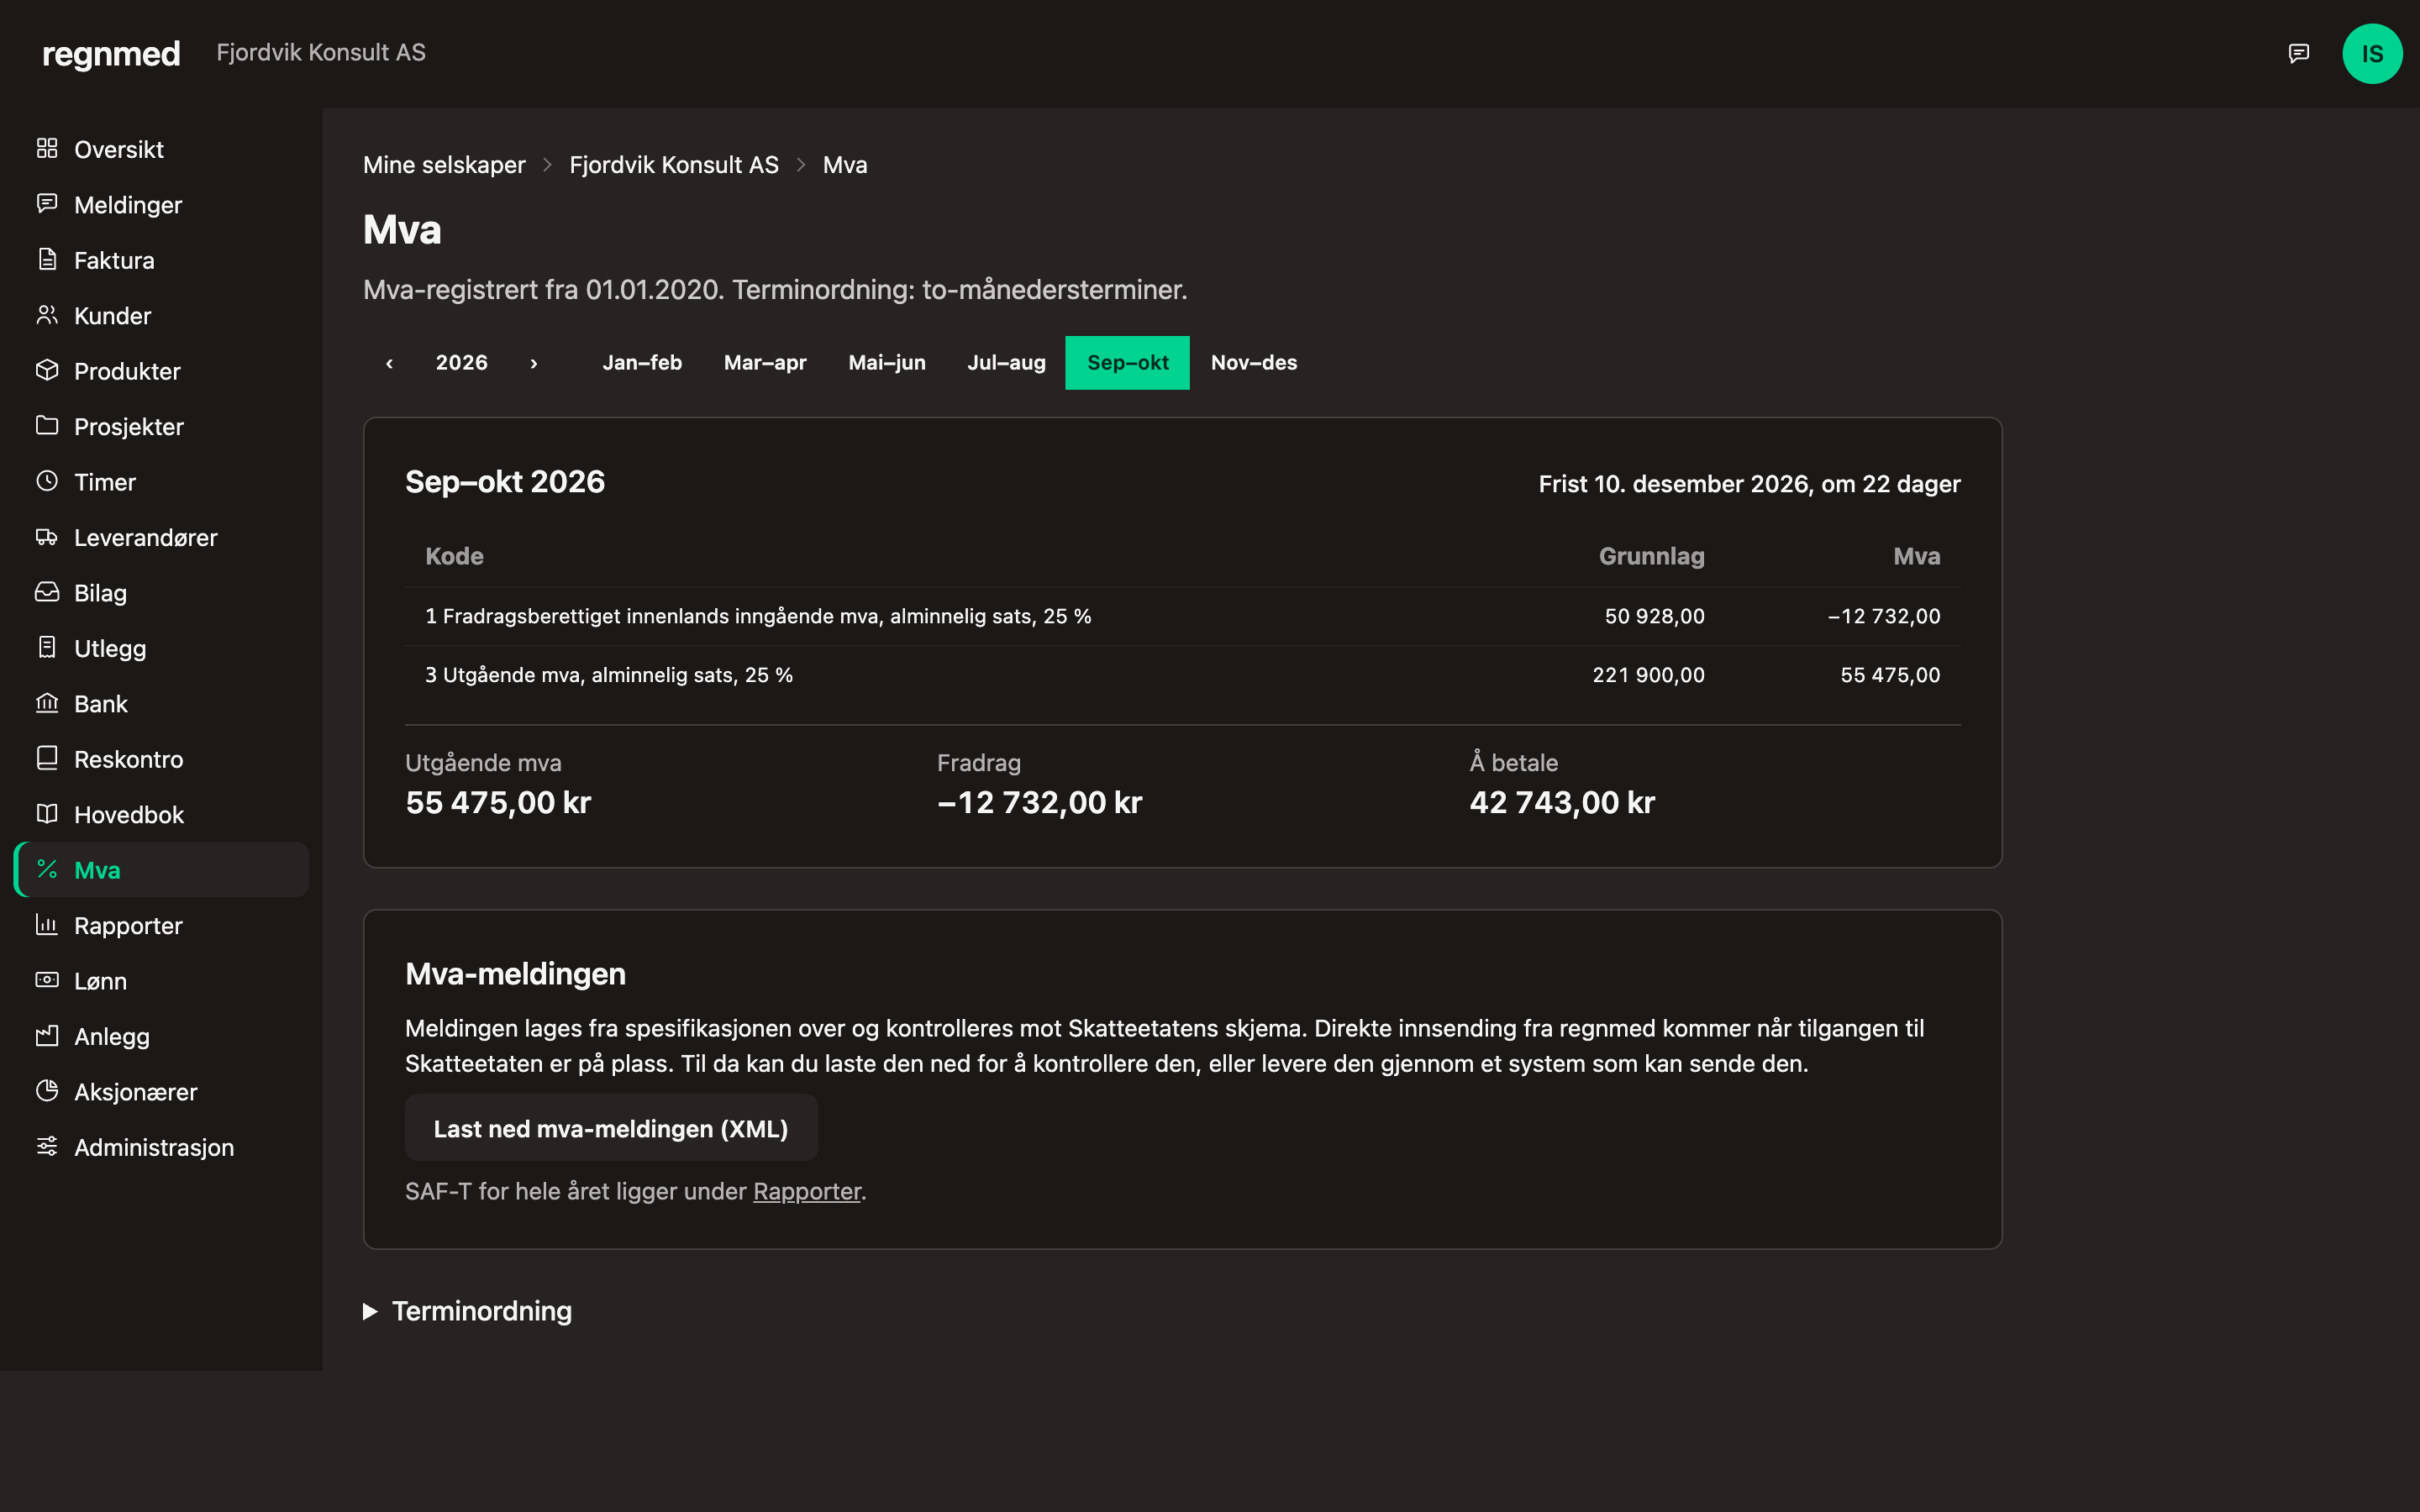 regnmed
Fjordvik Konsult AS
IS
Oversikt
Meldinger
Faktura
Kunder
Produkter
Prosjekter
Timer
Leverandører
Bilag
Utlegg
Bank
Reskontro
Hovedbok
Mva
Rapporter
Lønn
Anlegg
Aksjonærer
Administrasjon
Mine selskaper > Fjordvik Konsult AS > Mva
Mva
Mva-registrert fra 01.01.2020. Terminordning: to-månedersterminer.
‹ 2026 › Jan–feb Mar–apr Mai–jun Jul–aug Sep–okt Nov–des
Sep–okt 2026 Frist 10. desember 2026, om 22 dager
Kode Grunnlag Mva
1 Fradragsberettiget innenlands inngående mva, alminnelig sats, 25 % 50 928,00 −12 732,00
3 Utgående mva, alminnelig sats, 25 % 221 900,00 55 475,00
Utgående mva Fradrag Å betale
55 475,00 kr −12 732,00 kr 42 743,00 kr
Mva-meldingen
Meldingen lages fra spesifikasjonen over og kontrolleres mot Skatteetatens skjema. Direkte innsending fra regnmed kommer når tilgangen til
Skatteetaten er på plass. Til da kan du laste den ned for å kontrollere den, eller levere den gjennom et system som kan sende den.
Last ned mva-meldingen (XML)
SAF-T for hele året ligger under Rapporter.
Terminordning